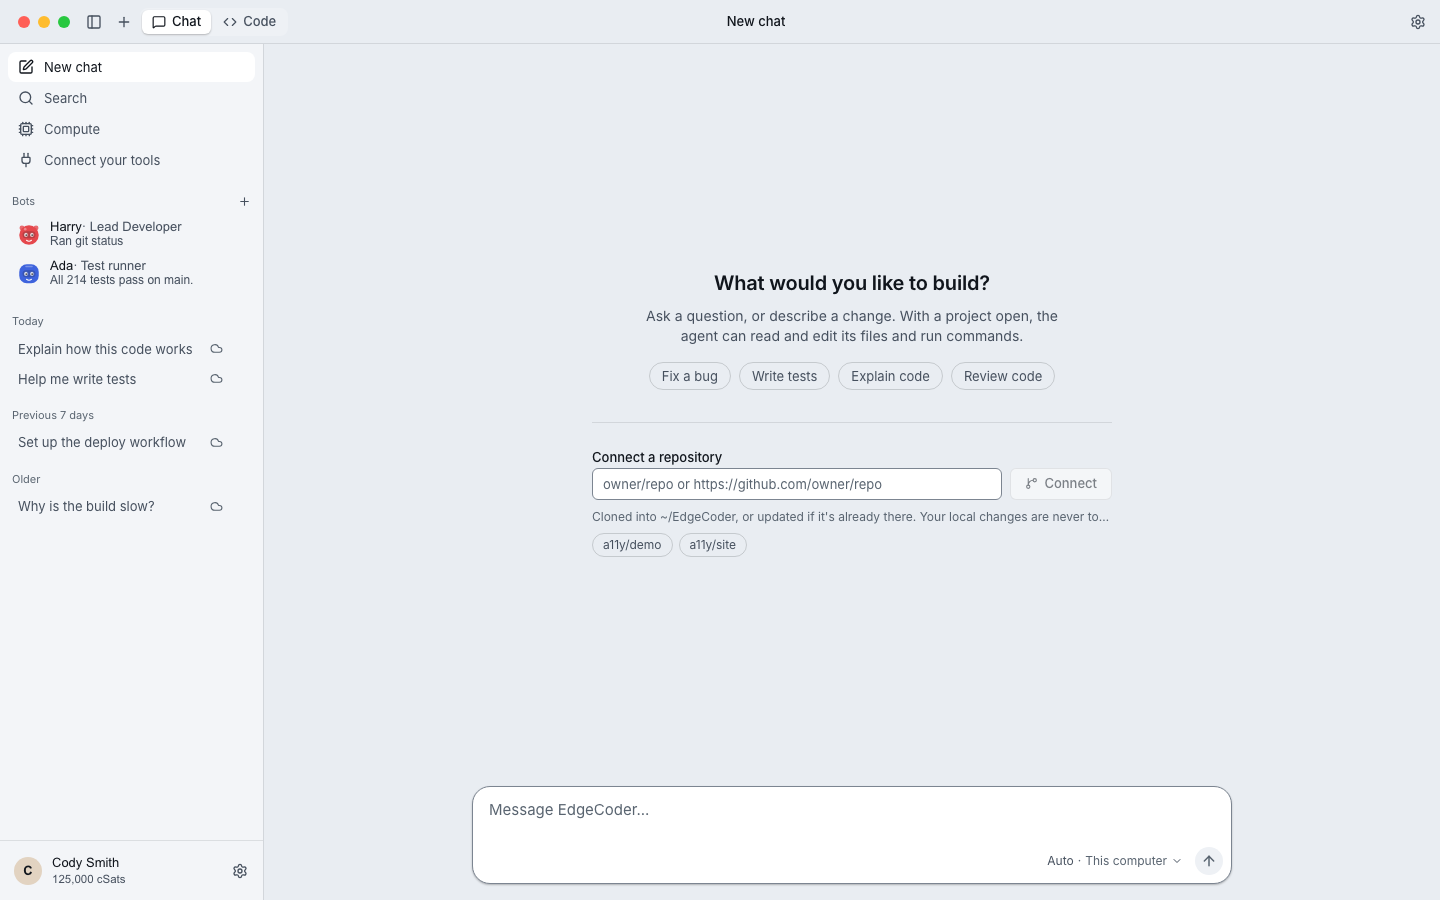 Chat
Code
New chat
New chat
Search
Compute
Connect your tools
Bots
Harry · Lead Developer
Ran git status
Ada · Test runner
All 214 tests pass on main.
Today
Explain how this code works
Help me write tests
Previous 7 days
Set up the deploy workflow
Older
Why is the build slow?
C
Cody Smith
125,000 cSats
What would you like to build?
Ask a question, or describe a change. With a project open, the
agent can read and edit its files and run commands.
Fix a bug
Write tests
Explain code
Review code
Connect a repository
owner/repo or https://github.com/owner/repo
Connect
Cloned into ~/EdgeCoder, or updated if it's already there. Your local changes are never to...
a11y/demo
a11y/site
Message EdgeCoder...
Auto · This computer